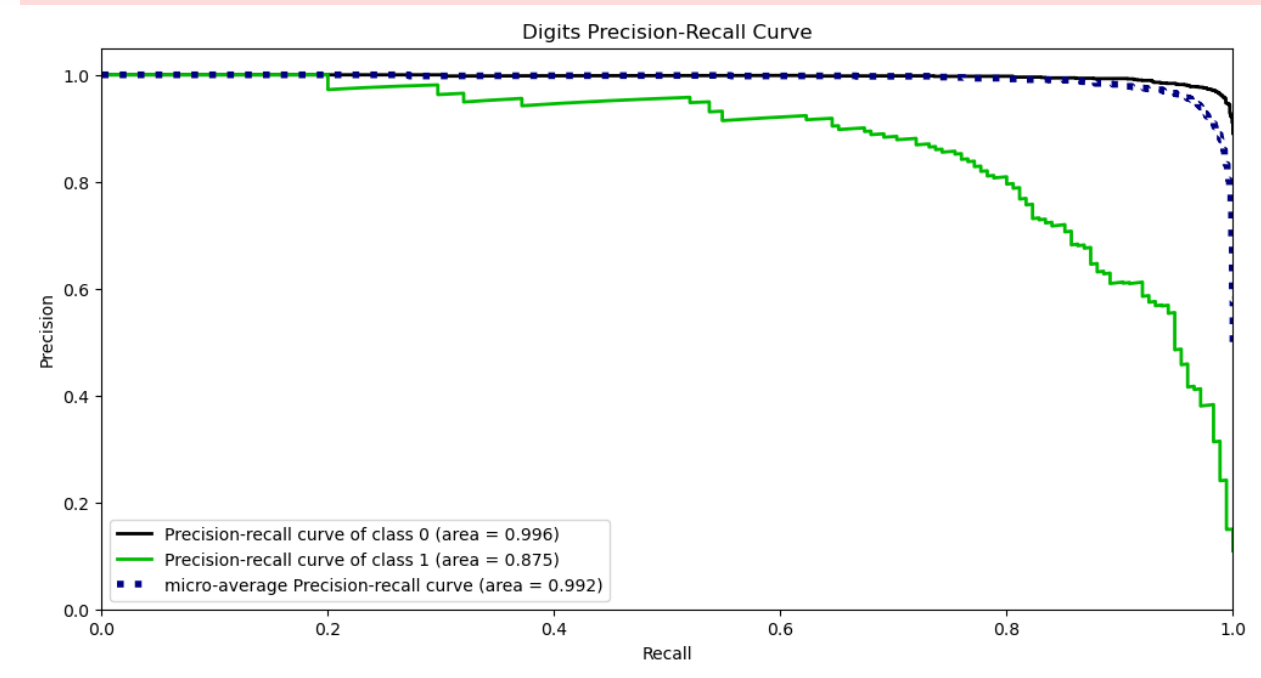 Digits Precision-Recall Curve
1.0
0.8
0.6
0.4
0.2
0.0
Precision
Precision-recall curve of class 0 (area = 0.996)
Precision-recall curve of class 1 (area = 0.875)
micro-average Precision-recall curve (area = 0.992)
0.0 0.2 0.4 0.6 0.8 1.0
Recall